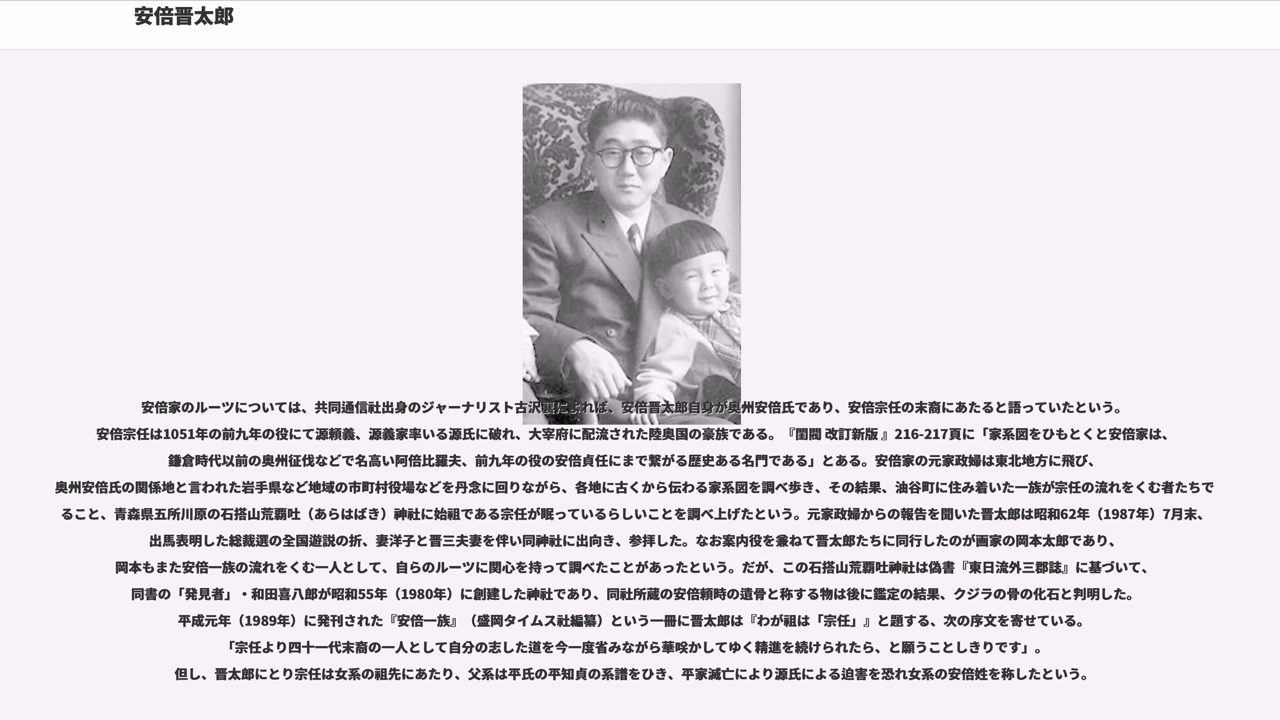 安倍晋太郎
安倍家のルーツについては、共同通信社出身のジャーナリスト古沢襄によれば、安倍晋太郎自身が奥州安倍氏であり、安倍宗任の末裔にあたると語っていたという。
安倍宗任は1051年の前九年の役にて源頼義、源義家率いる源氏に破れ、大宰府に配流された陸奥国の豪族である。『閨閥 改訂新版 』216-217頁に「家系図をひもとくと安倍家は、
鎌倉時代以前の奥州征伐などで名高い阿倍比羅夫、前九年の役の安倍貞任にまで繋がる歴史ある名門である」とある。安倍家の元家政婦は東北地方に飛び、
奥州安倍氏の関係地と言われた岩手県など地域の市町村役場などを丹念に回りながら、各地に古くから伝わる家系図を調べ歩き、その結果、油谷町に住み着いた一族が宗任の流れをくむ者たちで
ること、青森県五所川原の石搭山荒覇吐（あらはばき）神社に始祖である宗任が眠っているらしいことを調べ上げたという。元家政婦からの報告を聞いた晋太郎は昭和62年（1987年）7月末、
出馬表明した総裁選の全国遊説の折、妻洋子と晋三夫妻を伴い同神社に出向き、参拝した。なお案内役を兼ねて晋太郎たちに同行したのが画家の岡本太郎であり、
岡本もまた安倍一族の流れをくむ一人として、自らのルーツに関心を持って調べたことがあったという。だが、この石搭山荒覇吐神社は偽書『東日流外三郡誌』に基づいて、
同書の「発見者」・和田喜八郎が昭和55年（1980年）に創建した神社であり、同社所蔵の安倍頼時の遺骨と称する物は後に鑑定の結果、クジラの骨の化石と判明した。
平成元年（1989年）に発刊された『安倍一族』（盛岡タイムス社編纂）という一冊に晋太郎は『わが祖は「宗任」』と題する、次の序文を寄せている。
「宗任より四十一代末裔の一人として自分の志した道を今一度省みながら華咲かしてゆく精進を続けられたら、と願うことしきりです」。
但し、晋太郎にとり宗任は女系の祖先にあたり、父系は平氏の平知貞の系譜をひき、平家滅亡により源氏による迫害を恐れ女系の安倍姓を称したという。